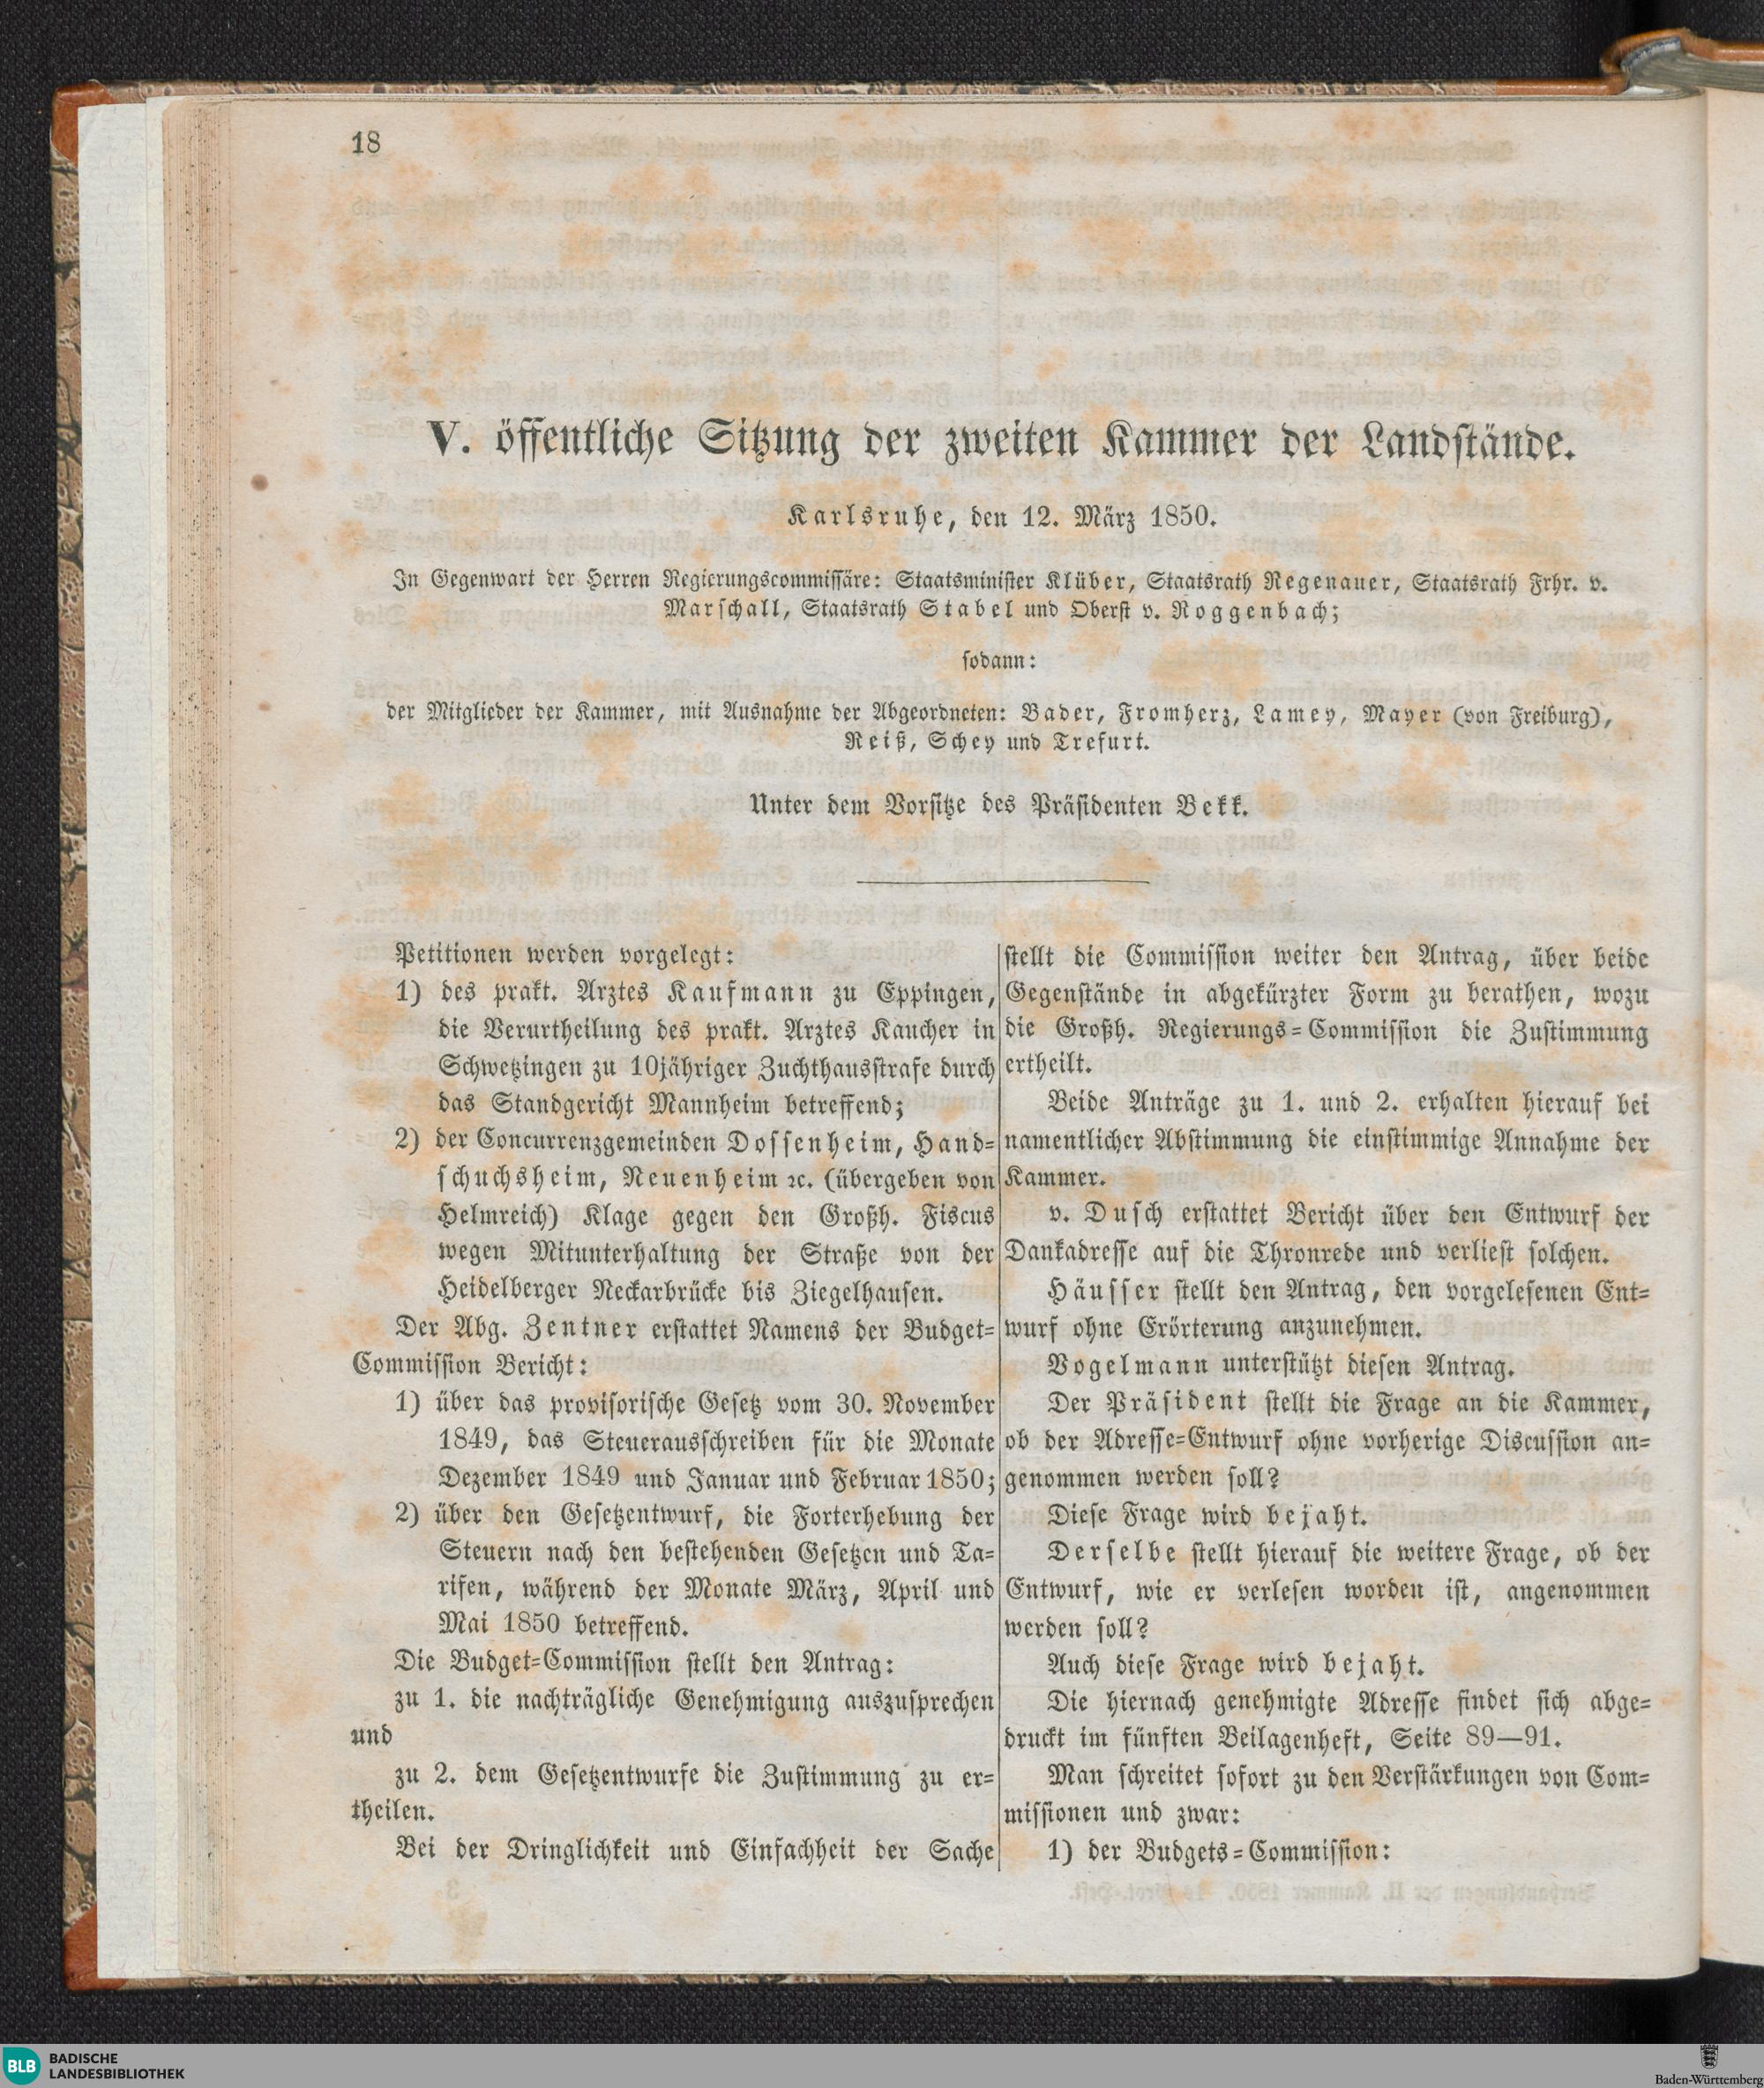 18
V. öffentliche Sitzung der zweiten Kammer der Landstände.
Karlsruhe, den 12. März 1850.
In Gegenwart der Herren Regierungscommissäre: Staatsminister Klüber, Staatsrath Regenauer, Staatsrath Frhr. v.
Marschall, Staatsrath Stabel und Oberst v. Roggenbach;
sodann:
der Mitglieder der Kammer, mit Ausnahme der Abgeordneten: Bader, Fromherz, Lamey, Mayer (von Freiburg),
Reiß, Schey und Trefurt.
Unter dem Vorsitze des Präsidenten Bekk.
Petitionen werden vorgelegt:
1) des prakt. Arztes Kaufmann zu Eppingen,
die Verurtheilung des prakt. Arztes Kaucher in
Schwetzingen zu 10jähriger Zuchthausstrafe durch
das Standgericht Mannheim betreffend;
2) der Concurrenzgemeinden Dossenheim, Hand-
schuchsheim, Neuenheim ꝛc. (übergeben von
Helmreich) Klage gegen den Großh. Fiscus
wegen Mitunterhaltung der Straße von der
Heidelberger Neckarbrücke bis Ziegelhausen.
Der Abg. Zentner erstattet Namens der Budget-
Commission Bericht:
1) über das provisorische Gesetz vom 30. November
1849, das Steuerausschreiben für die Monate
Dezember 1849 und Januar und Februar 1850;
2) über den Gesetzentwurf, die Forterhebung der
Steuern nach den bestehenden Gesetzen und Ta-
rifen, während der Monate März, April und
Mai 1850 betreffend.
Die Budget-Commission stellt den Antrag:
zu 1. die nachträgliche Genehmigung auszusprechen
und
zu 2. dem Gesetzentwurfe die Zustimmung zu er-
theilen.
Bei der Dringlichkeit und Einfachheit der Sache
stellt die Commission weiter den Antrag, über beide
Gegenstände in abgekürzter Form zu berathen, wozu
die Großh. Regierungs-Commission die Zustimmung
ertheilt.
Beide Anträge zu 1. und 2. erhalten hierauf bei
namentlicher Abstimmung die einstimmige Annahme der
Kammer.
v. Dusch erstattet Bericht über den Entwurf der
Dankadresse auf die Thronrede und verliest solchen.
Häusser stellt den Antrag, den vorgelesenen Ent-
wurf ohne Erörterung anzunehmen.
Vogelmann unterstützt diesen Antrag.
Der Präsident stellt die Frage an die Kammer,
ob der Adresse-Entwurf ohne vorherige Discussion an-
genommen werden soll?
Diese Frage wird bejaht.
Derselbe stellt hierauf die weitere Frage, ob der
Entwurf, wie er verlesen worden ist, angenommen
werden soll?
Auch diese Frage wird bejaht.
Die hiernach genehmigte Adresse findet sich abge-
druckt im fünften Beilagenheft, Seite 89—91.
Man schreitet sofort zu den Verstärkungen von Com-
missionen und zwar:
1) der Budgets-Commission:
BLB BADISCHE
LANDESBIBLIOTHEK
Baden-Württemberg